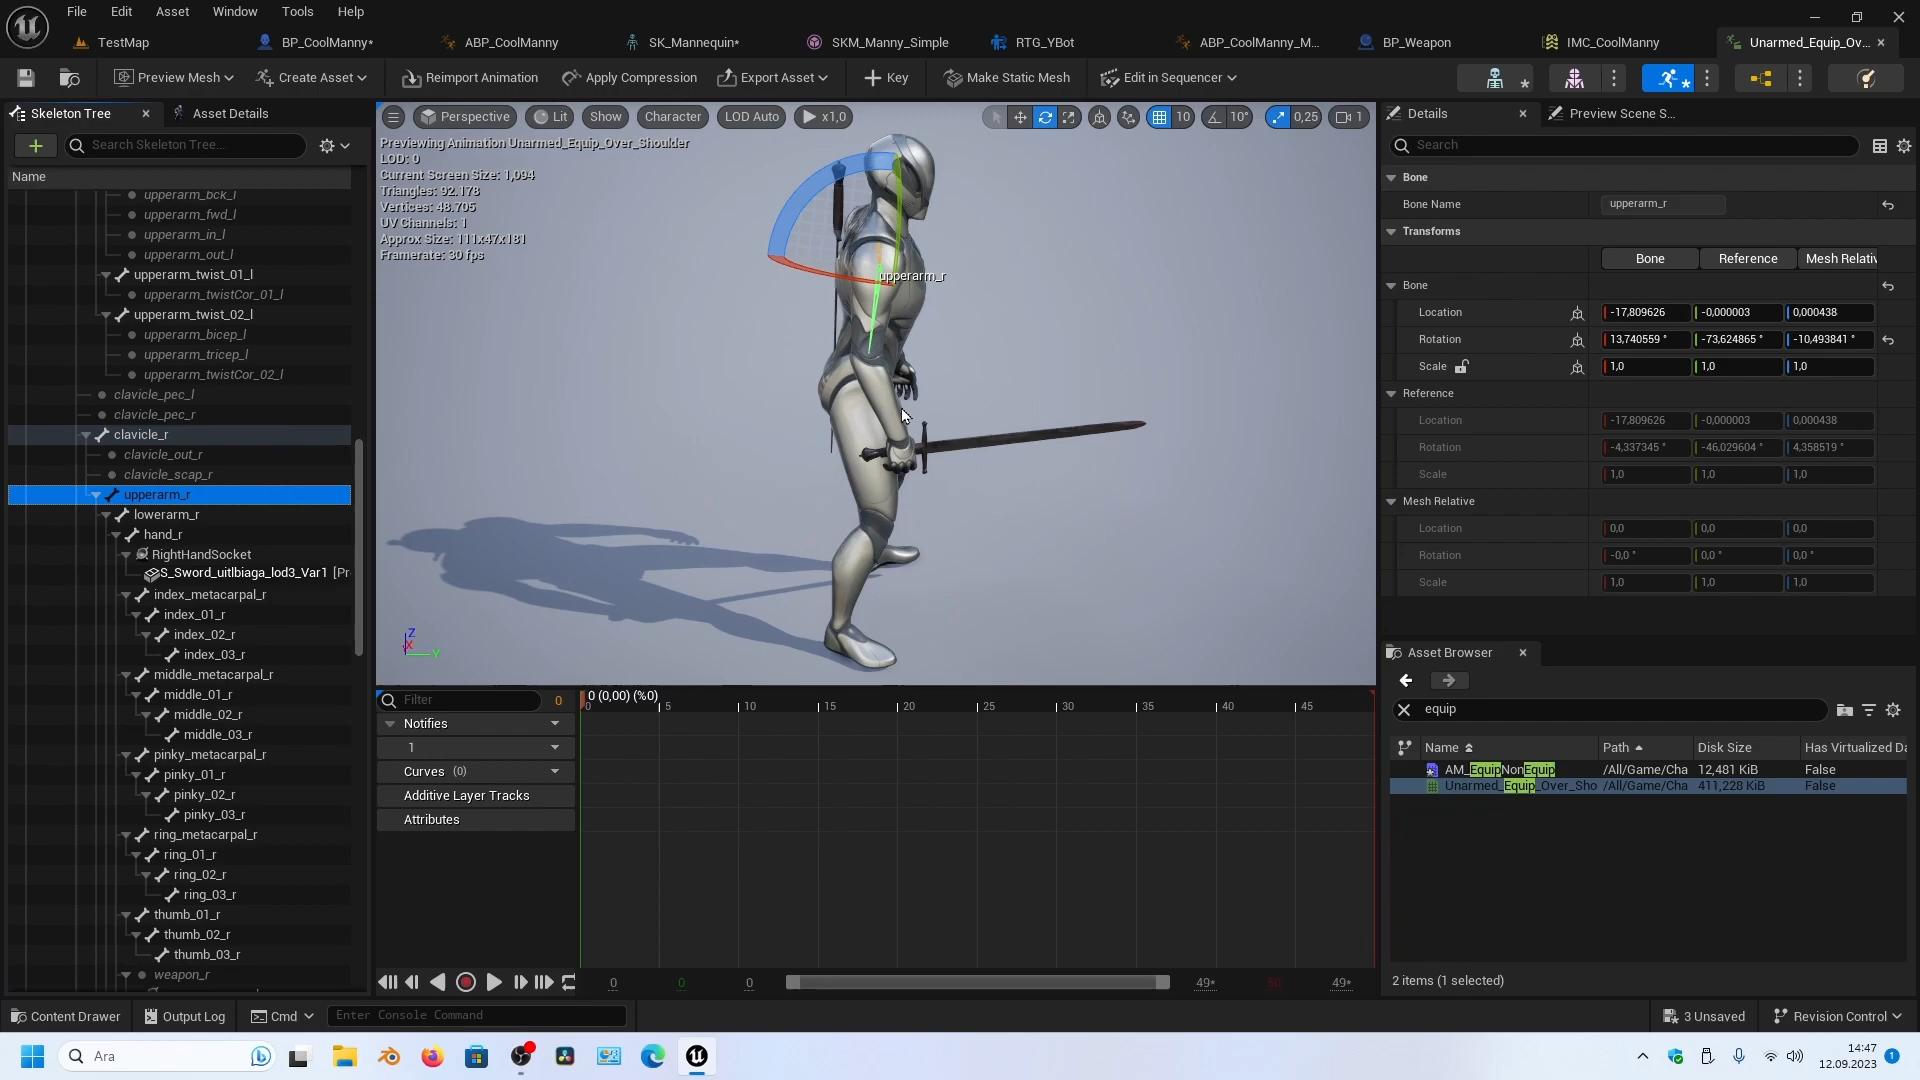 File Edit Asset Window Tools Help
TestMap BP_CoolManny* ABP_CoolManny SK_Mannequin* SKM_Manny_Simple RTG_YBot ABP_CoolManny_M... BP_Weapon IMC_CoolManny Unarmed_Equip_Ov...
Preview Mesh Create Asset Reimport Animation Apply Compression Export Asset Key Make Static Mesh Edit in Sequencer
Skeleton Tree Asset Details
Search Skeleton Tree...
Name
upperarm_bck_l
upperarm_fwd_l
upperarm_in_l
upperarm_out_l
upperarm_twist_01_l
upperarm_twistCor_01_l
upperarm_twist_02_l
upperarm_bicep_l
upperarm_tricep_l
upperarm_twistCor_02_l
clavicle_pec_l
clavicle_pec_r
clavicle_r
clavicle_out_r
clavicle_scap_r
upperarm_r
lowerarm_r
hand_r
RightHandSocket
S_Sword_uitlbiaga_lod3_Var1 [Pr
index_metacarpal_r
index_01_r
index_02_r
index_03_r
middle_metacarpal_r
middle_01_r
middle_02_r
middle_03_r
pinky_metacarpal_r
pinky_01_r
pinky_02_r
pinky_03_r
ring_metacarpal_r
ring_01_r
ring_02_r
ring_03_r
thumb_01_r
thumb_02_r
thumb_03_r
weapon_r
Perspective Lit Show Character LOD Auto x1,0 10 10° 0,25 1
Previewing Animation Unarmed_Equip_Over_Shoulder
LOD: 0
Current Screen Size: 1,094
Triangles: 92.178
Vertices: 48.705
UV Channels: 1
Approx Size: 111x47x181
Framerate: 30 fps
upperarm_r
Z
X
Y
Filter 0 0 (0,00) (%0)
0 5 10 15 20 25 30 35 40 45
Notifies
1
Curves (0)
Additive Layer Tracks
Attributes
0 0 0 49* 50 49*
Details Preview Scene S...
Search
Bone
Bone Name upperarm_r
Transforms
Bone Reference Mesh Relativ
Bone
Location -17,809626 -0,000003 0,000438
Rotation 13,740559 ° -73,624865 ° -10,493841 °
Scale 1,0 1,0 1,0
Reference
Location -17,809626 -0,000003 0,000438
Rotation -4,337345 ° -46,029604 ° 4,358519 °
Scale 1,0 1,0 1,0
Mesh Relative
Location 0,0 0,0 0,0
Rotation -0,0 ° 0,0 ° 0,0 °
Scale 1,0 1,0 1,0
Asset Browser
equip
Name Path Disk Size Has Virtualized Da
AM_EquipNonEquip /All/Game/Cha 12,481 KiB False
Unarmed_Equip_Over_Sho /All/Game/Cha 411,228 KiB False
2 items (1 selected)
Content Drawer Output Log Cmd Enter Console Command 3 Unsaved Revision Control
Ara
14:47
12.09.2023
1